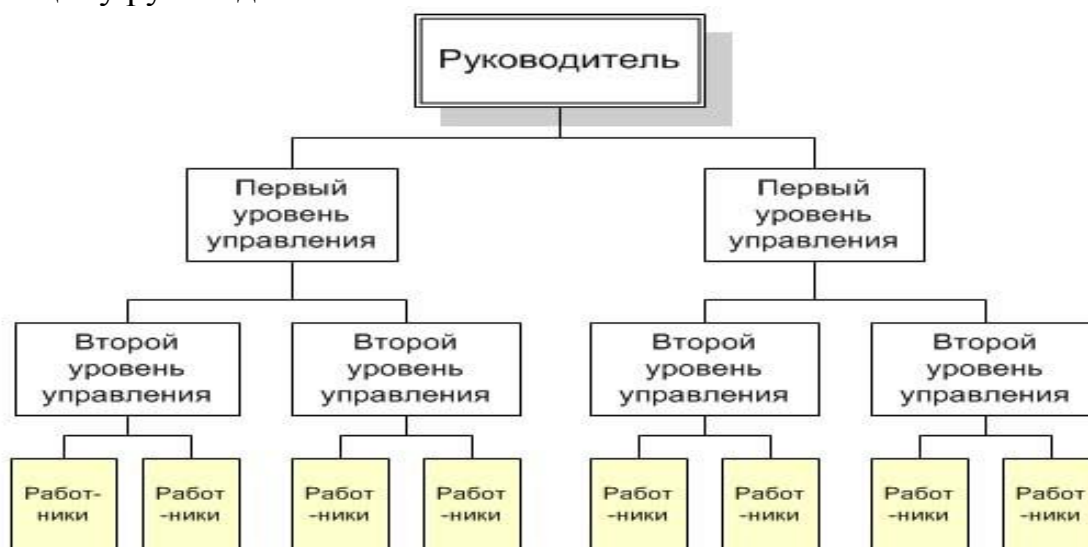 Руководитель
Первый
уровень
управления
Первый
уровень
управления
Второй
уровень
управления
Второй
уровень
управления
Второй
уровень
управления
Второй
уровень
управления
Работ-
ники
Работ
-ники
Работ
-ники
Работ
-ники
Работ
-ники
Работ
-ники
Работ
-ники
Работ
-ники